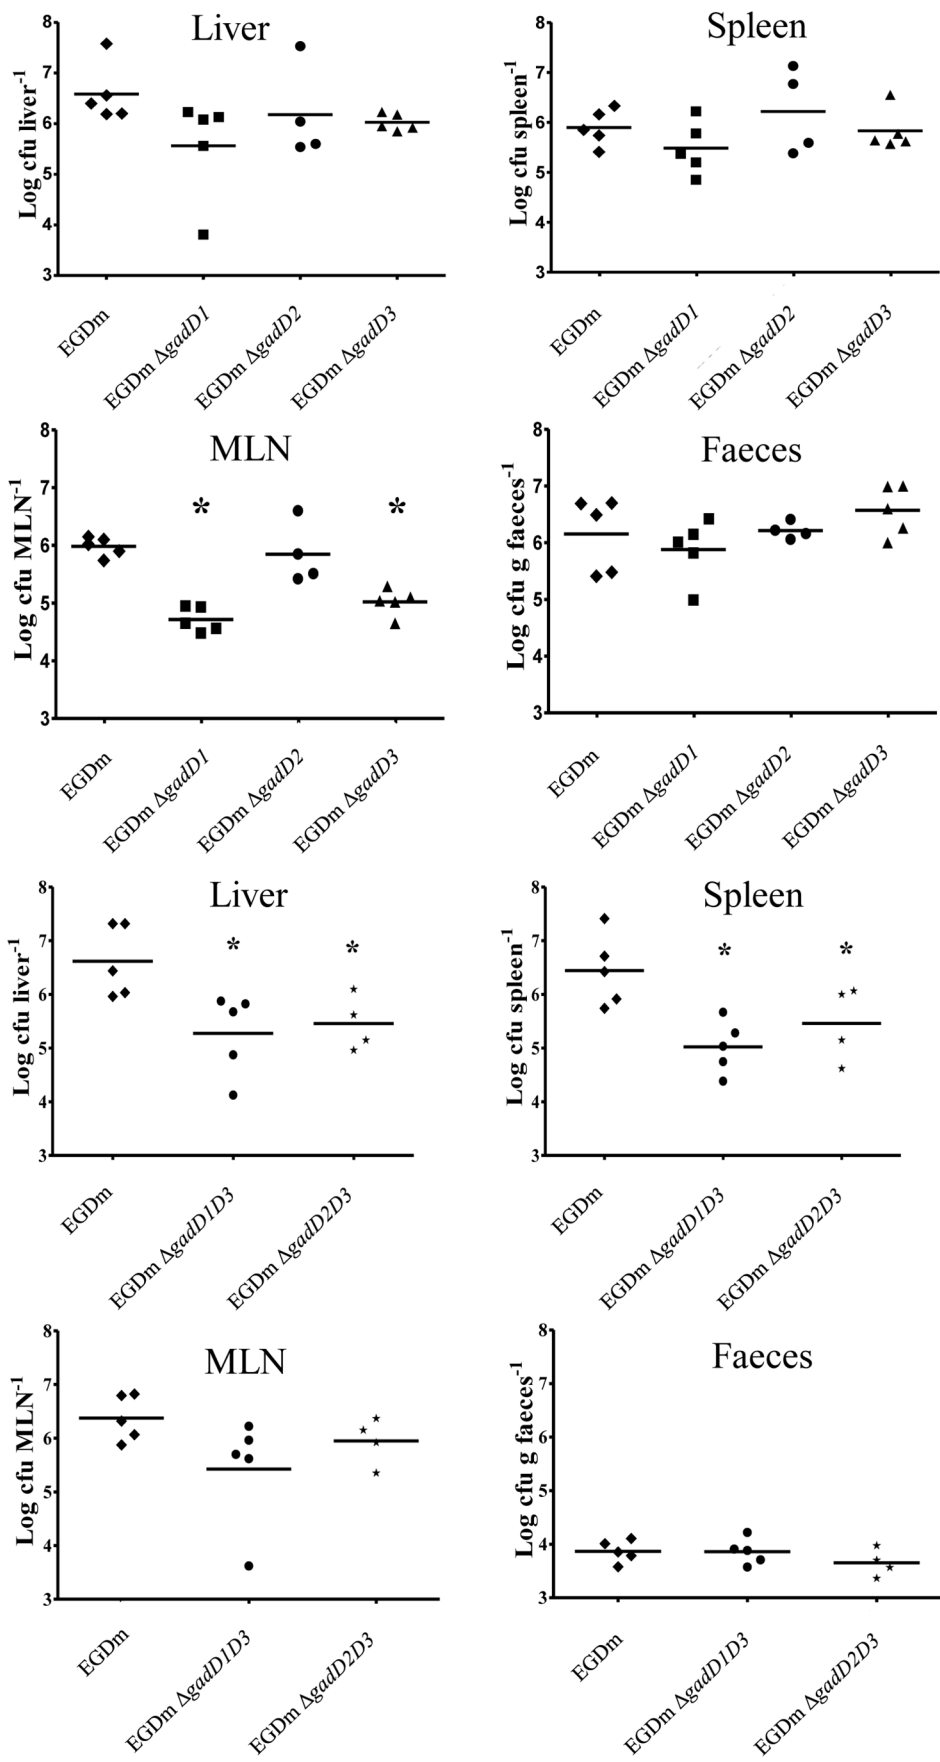 Liver
Log cfu liver⁻¹
8
7
6
5
4
3
EGDm
EGDm ΔgadD1
EGDm ΔgadD2
EGDm ΔgadD3
Spleen
Log cfu spleen⁻¹
8
7
6
5
4
3
EGDm
EGDm ΔgadD1
EGDm ΔgadD2
EGDm ΔgadD3
MLN
Log cfu MLN⁻¹
8
7
6
5
4
3
*
*
EGDm
EGDm ΔgadD1
EGDm ΔgadD2
EGDm ΔgadD3
Faeces
Log cfu g faeces⁻¹
8
7
6
5
4
3
EGDm
EGDm ΔgadD1
EGDm ΔgadD2
EGDm ΔgadD3
Liver
Log cfu liver⁻¹
8
7
6
5
4
3
*
*
EGDm
EGDm ΔgadD1D3
EGDm ΔgadD2D3
Spleen
Log cfu spleen⁻¹
8
7
6
5
4
3
*
*
EGDm
EGDm ΔgadD1D3
EGDm ΔgadD2D3
MLN
Log cfu MLN⁻¹
8
7
6
5
4
3
EGDm
EGDm ΔgadD1D3
EGDm ΔgadD2D3
Faeces
Log cfu g faeces⁻¹
8
7
6
5
4
3
EGDm
EGDm ΔgadD1D3
EGDm ΔgadD2D3